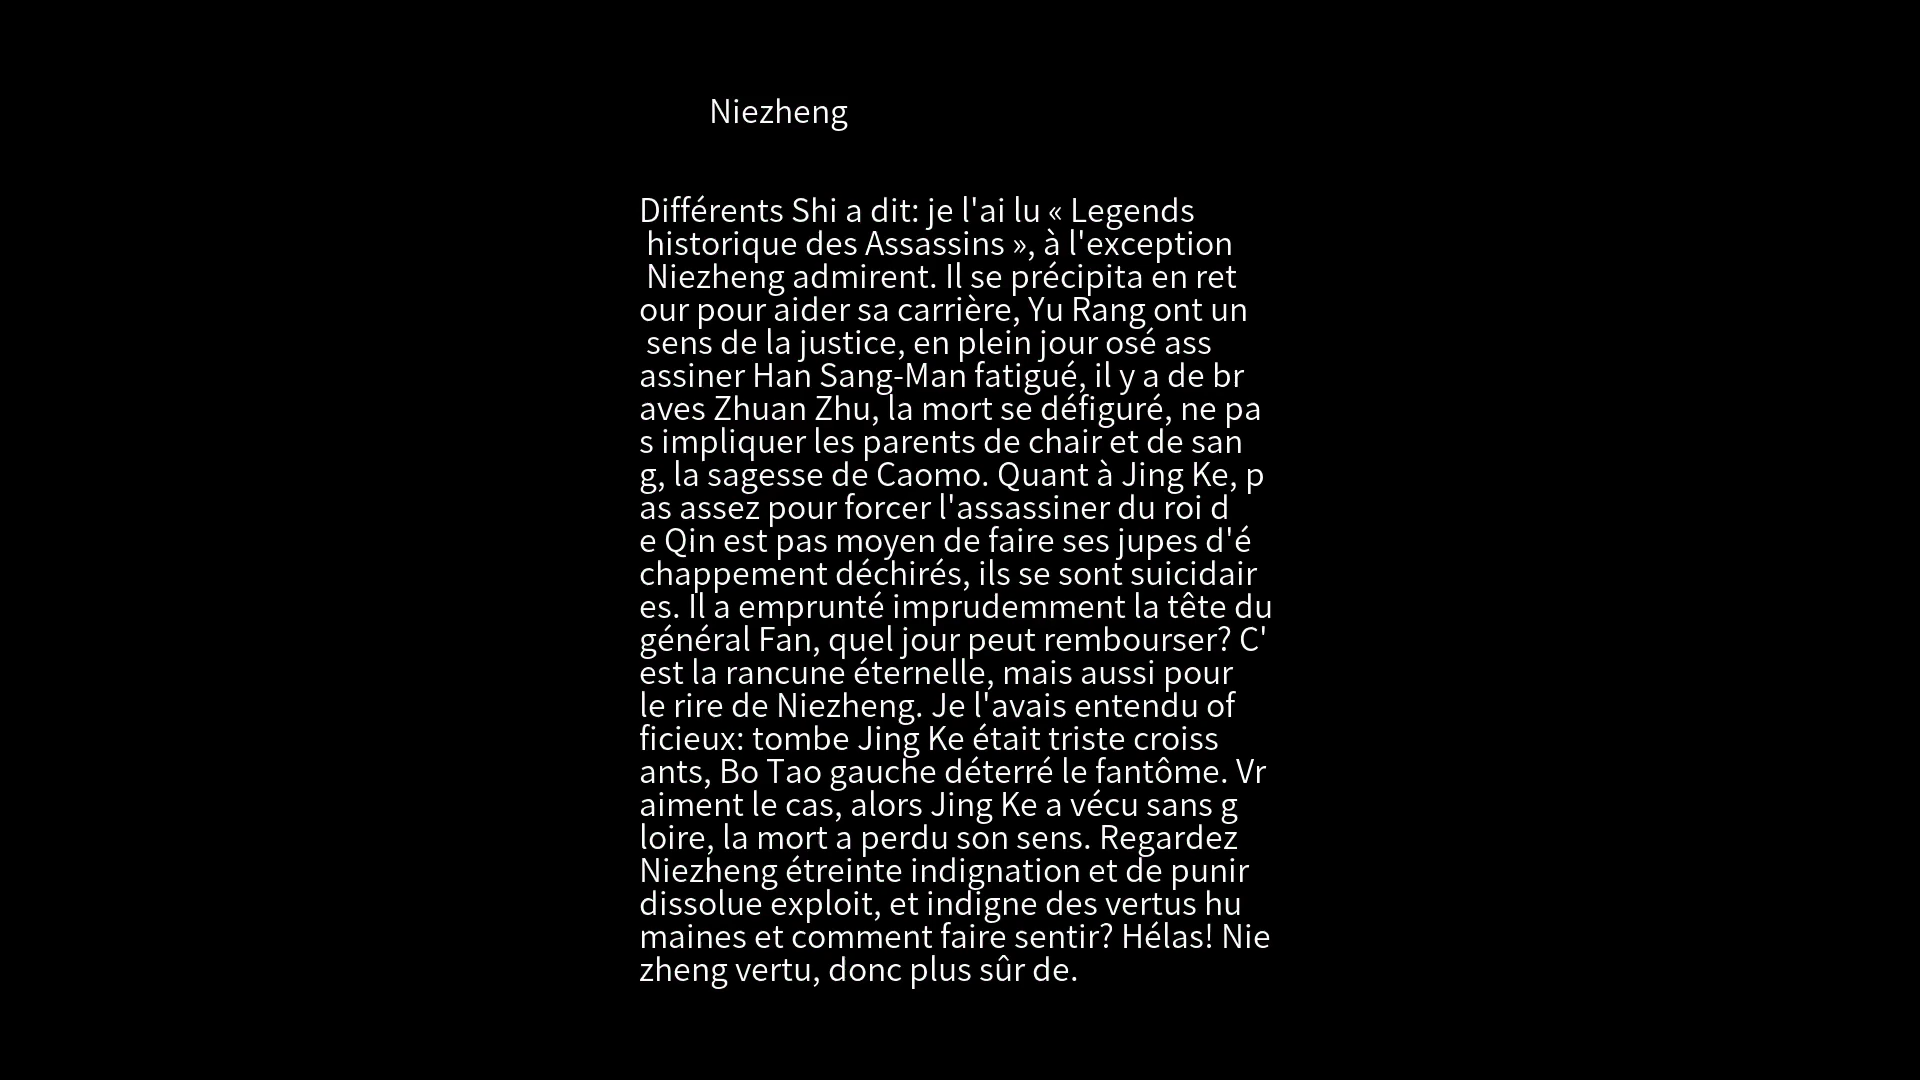 Niezheng
Différents Shi a dit: je l'ai lu « Legends
historique des Assassins », à l'exception
Niezheng admirent. Il se précipita en ret
our pour aider sa carrière, Yu Rang ont un
sens de la justice, en plein jour osé ass
assiner Han Sang-Man fatigué, il y a de br
aves Zhuan Zhu, la mort se défiguré, ne pa
s impliquer les parents de chair et de san
g, la sagesse de Caomo. Quant à Jing Ke, p
as assez pour forcer l'assassiner du roi d
e Qin est pas moyen de faire ses jupes d'é
chappement déchirés, ils se sont suicidair
es. Il a emprunté imprudemment la tête du
général Fan, quel jour peut rembourser? C'
est la rancune éternelle, mais aussi pour
le rire de Niezheng. Je l'avais entendu of
ficieux: tombe Jing Ke était triste croiss
ants, Bo Tao gauche déterré le fantôme. Vr
aiment le cas, alors Jing Ke a vécu sans g
loire, la mort a perdu son sens. Regardez
Niezheng étreinte indignation et de punir
dissolue exploit, et indigne des vertus hu
maines et comment faire sentir? Hélas! Nie
zheng vertu, donc plus sûr de.